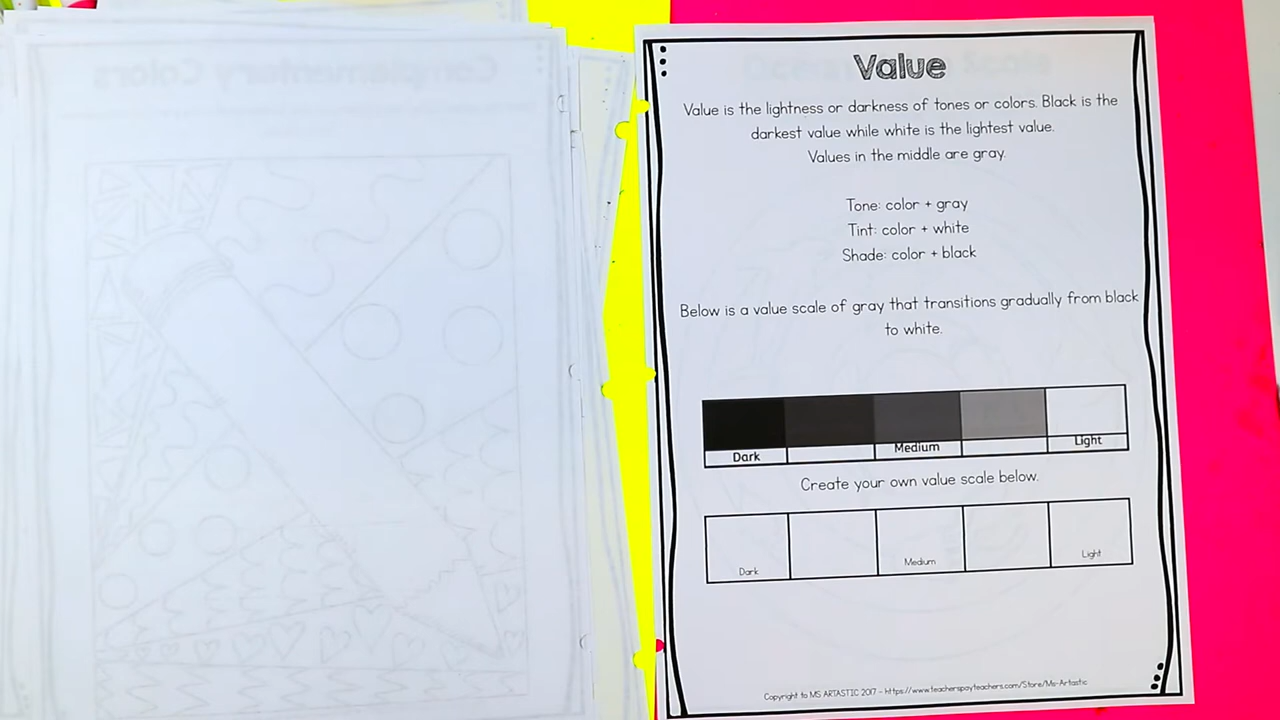 Complementary Colors
Value
Value is the lightness or darkness of tones or colors. Black is the
darkest value while white is the lightest value.
Values in the middle are gray.
Tone: color + gray
Tint: color + white
Shade: color + black
Below is a value scale of gray that transitions gradually from black
to white.
Dark Medium Light
Create your own value scale below.
Dark Medium Light
Copyright to MS ARTASTIC 2017 - https://www.teacherspayteachers.com/Store/Ms-Artastic